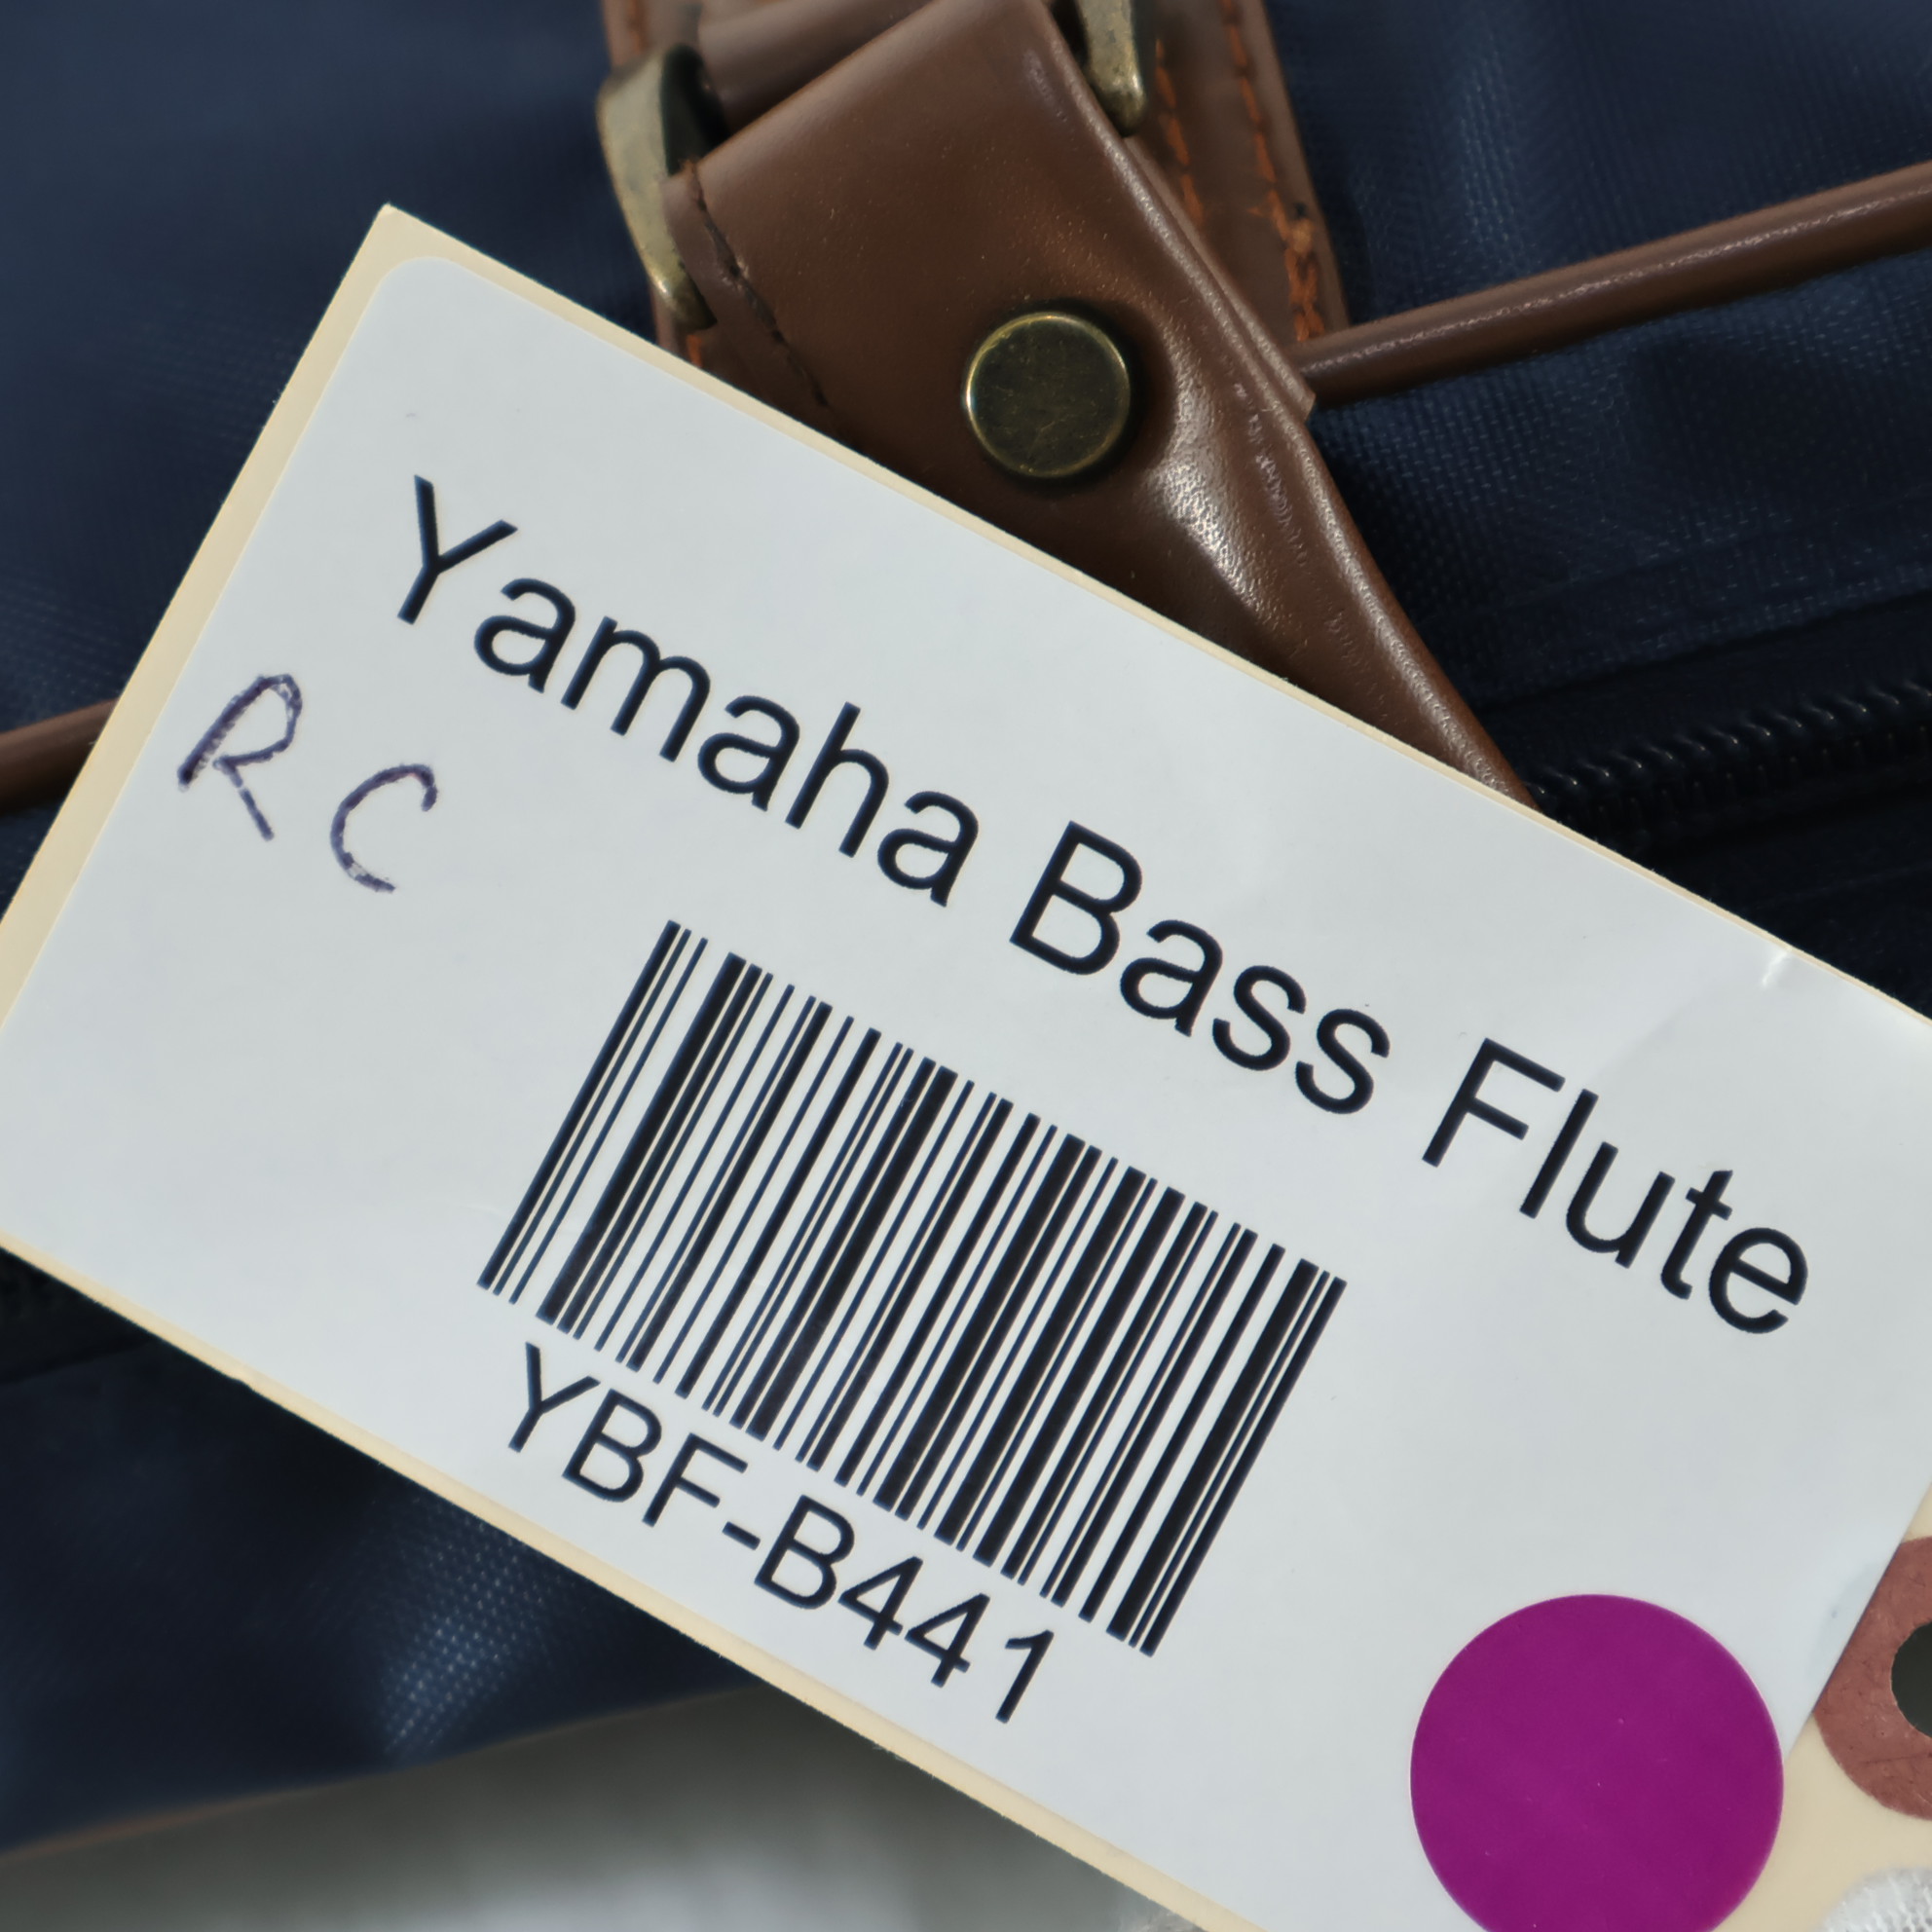 Yamaha Bass Flute
RC
YBF-B441